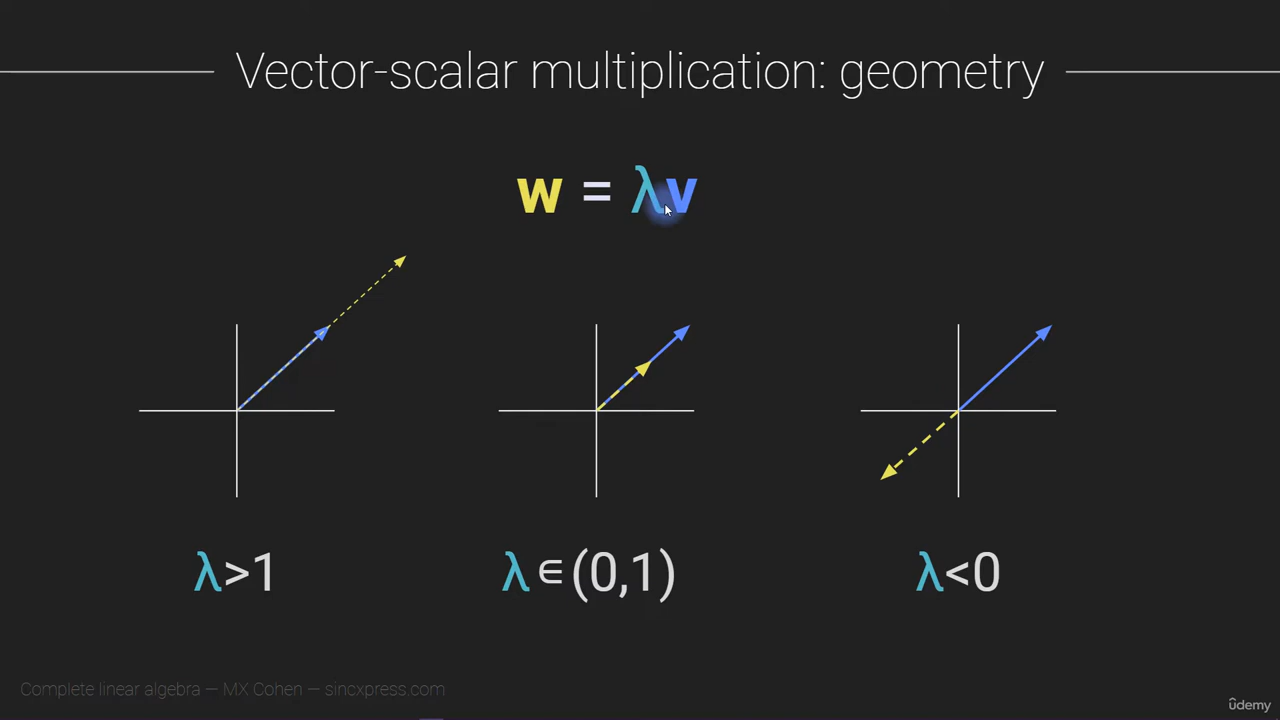 Vector-scalar multiplication: geometry
w = λv
λ>1
λ∈(0,1)
λ<0
Complete linear algebra — MX Cohen — sincxpress.com
ûdemy